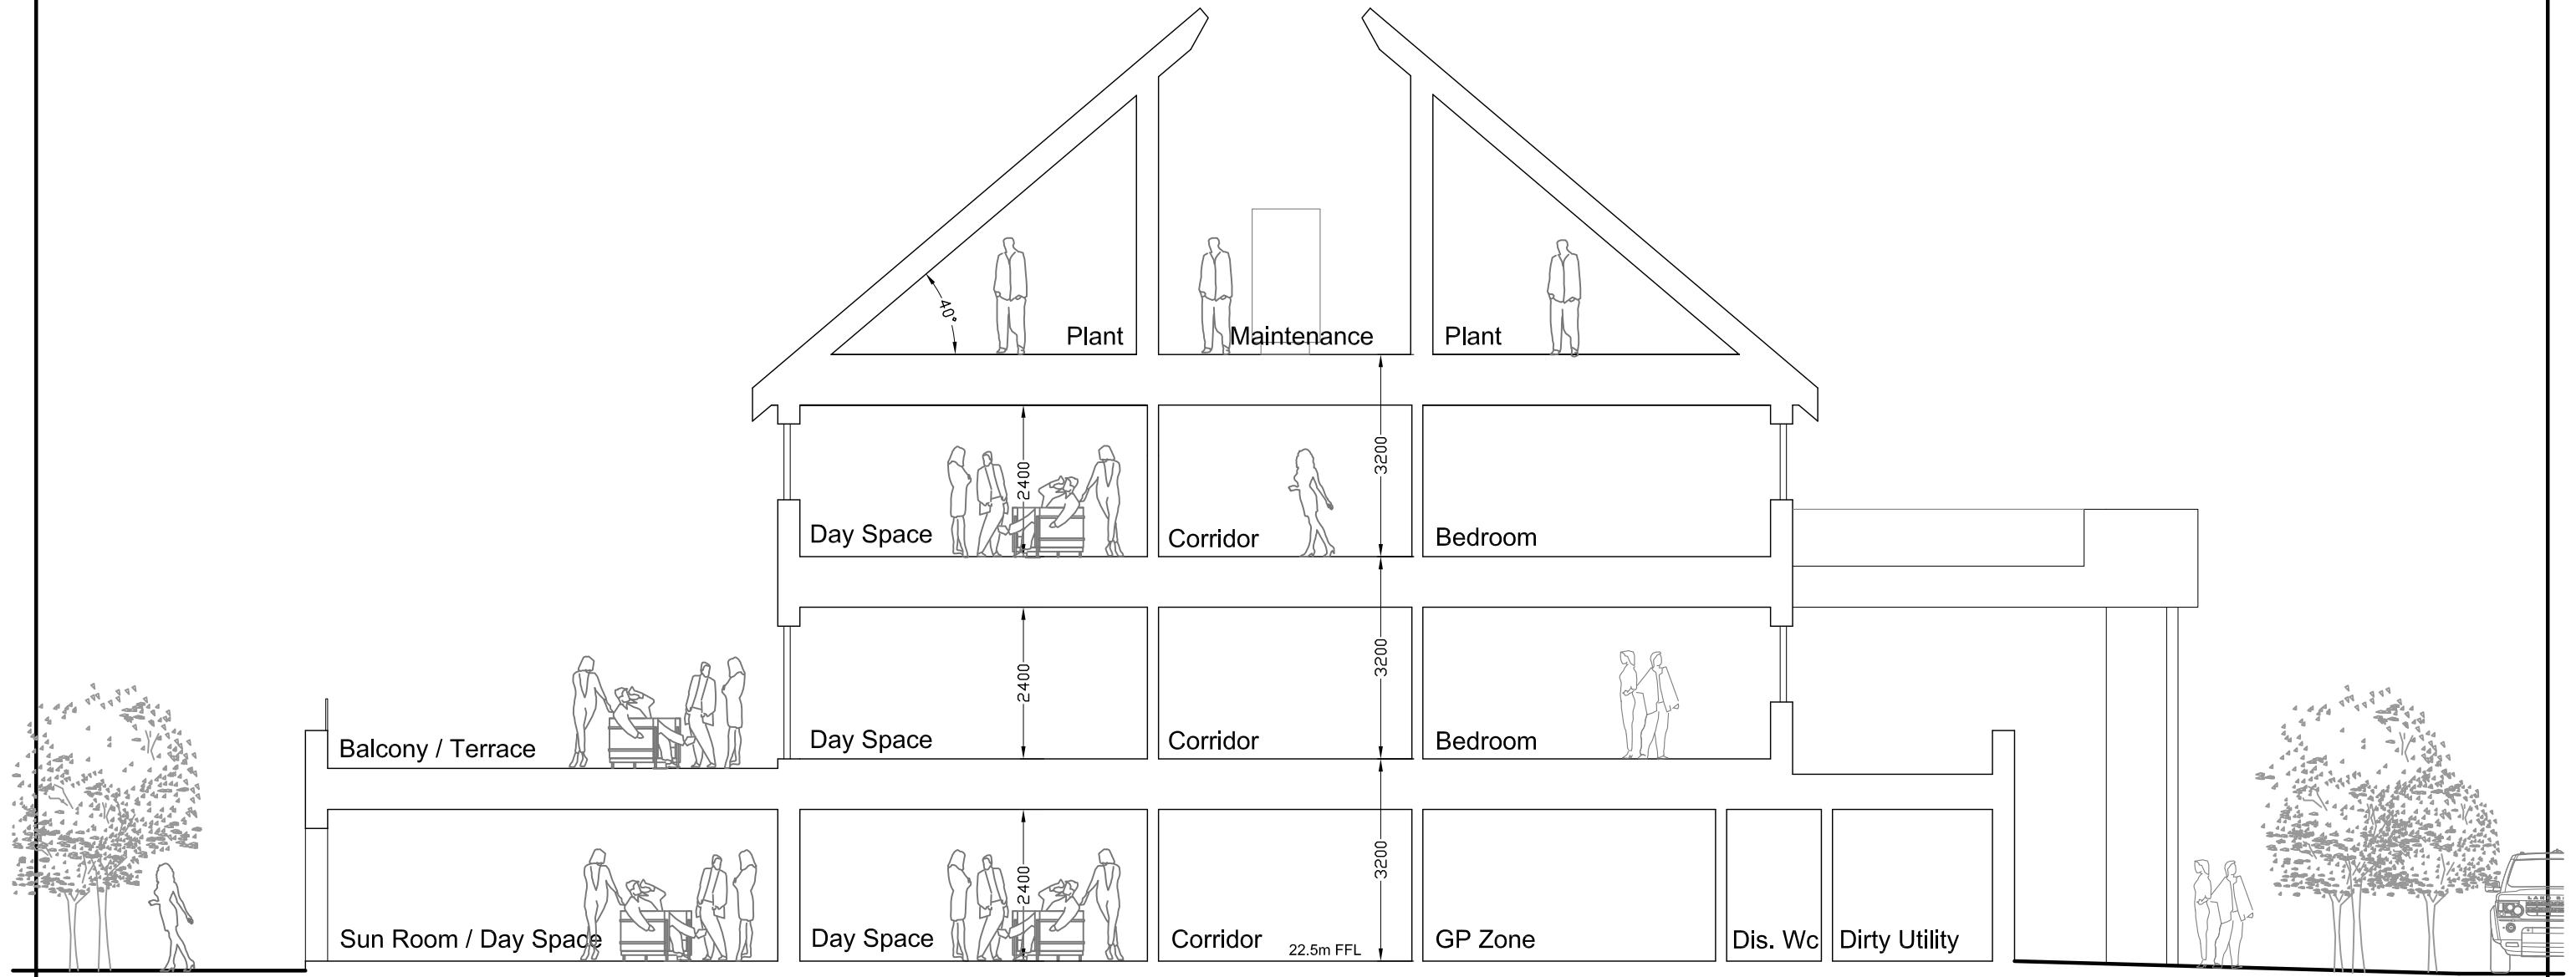 40°
Plant
Maintenance
Plant
2400
3200
Day Space
Corridor
Bedroom
2400
3200
Balcony / Terrace
Day Space
Corridor
Bedroom
2400
3200
Sun Room / Day Space
Day Space
Corridor
22.5m FFL
GP Zone
Dis. Wc
Dirty Utility